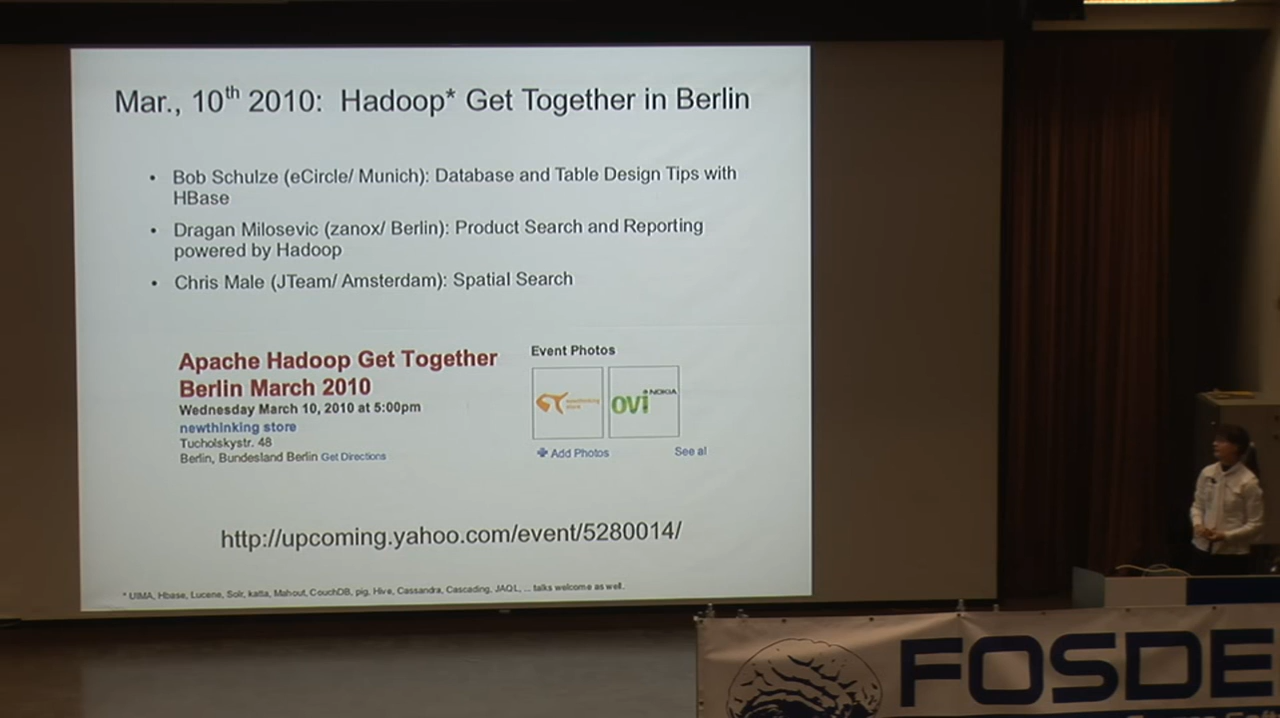 Mar., 10th 2010: Hadoop* Get Together in Berlin
• Bob Schulze (eCircle/ Munich): Database and Table Design Tips with
HBase
• Dragan Milosevic (zanox/ Berlin): Product Search and Reporting
powered by Hadoop
• Chris Male (JTeam/ Amsterdam): Spatial Search
Apache Hadoop Get Together
Berlin March 2010
Wednesday March 10, 2010 at 5:00pm
newthinking store
Tucholskystr. 48
Berlin, Bundesland Berlin Get Directions
Event Photos
newthinking
store
ovi NOKIA
Add Photos
See al
http://upcoming.yahoo.com/event/5280014/
* UIMA, Hbase, Lucene, Solr, katta, Mahout, CouchDB, pig, Hive, Cassandra, Cascading, JAQL, ... talks welcome as well.
FOSDE